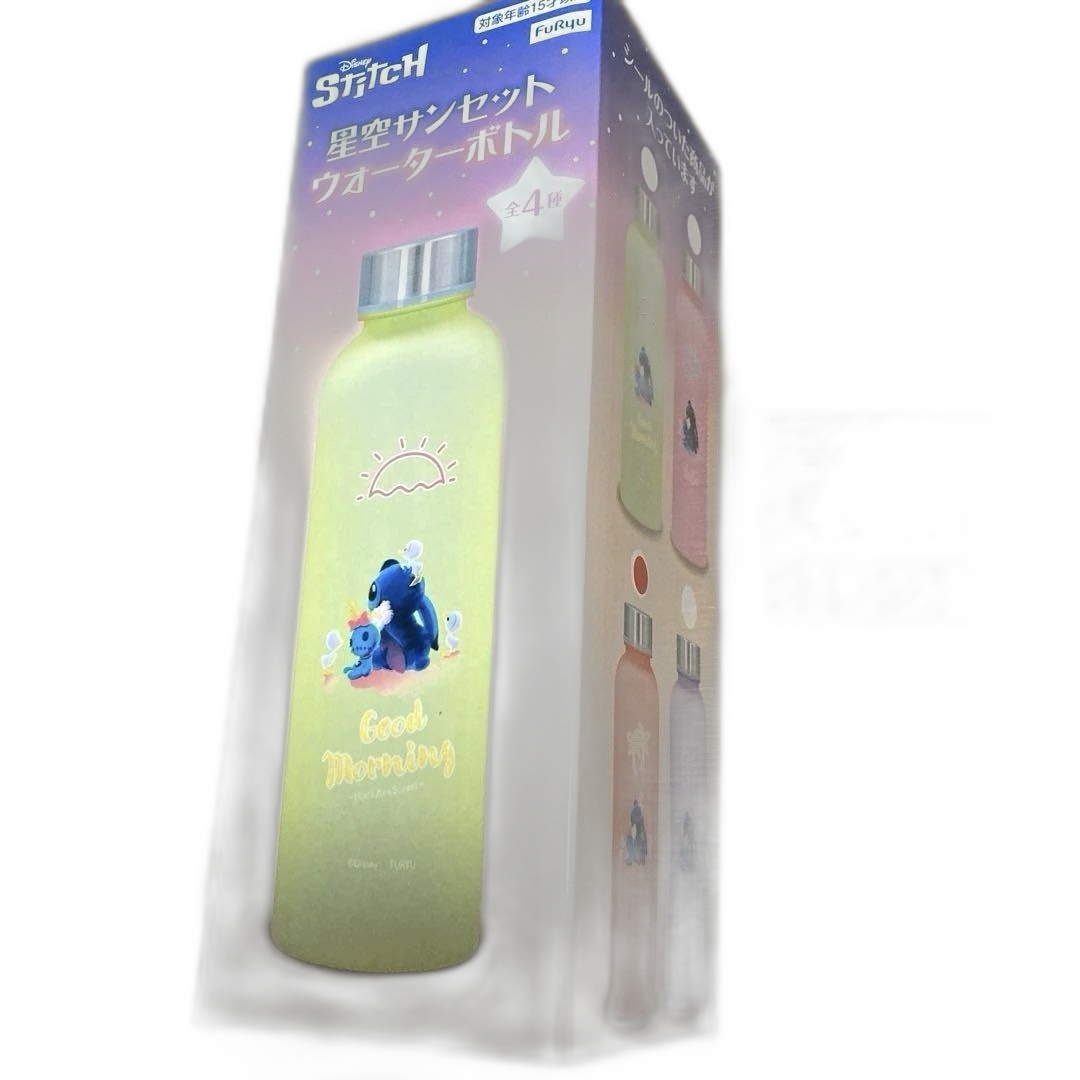 対象年齢15才以
FuRyu
Disney
Stitch
星空サンセット
ウォーターボトル
全4種
シールのついた商品が
入っています
Good
Morning
©Disney FURYU
Good
Morning